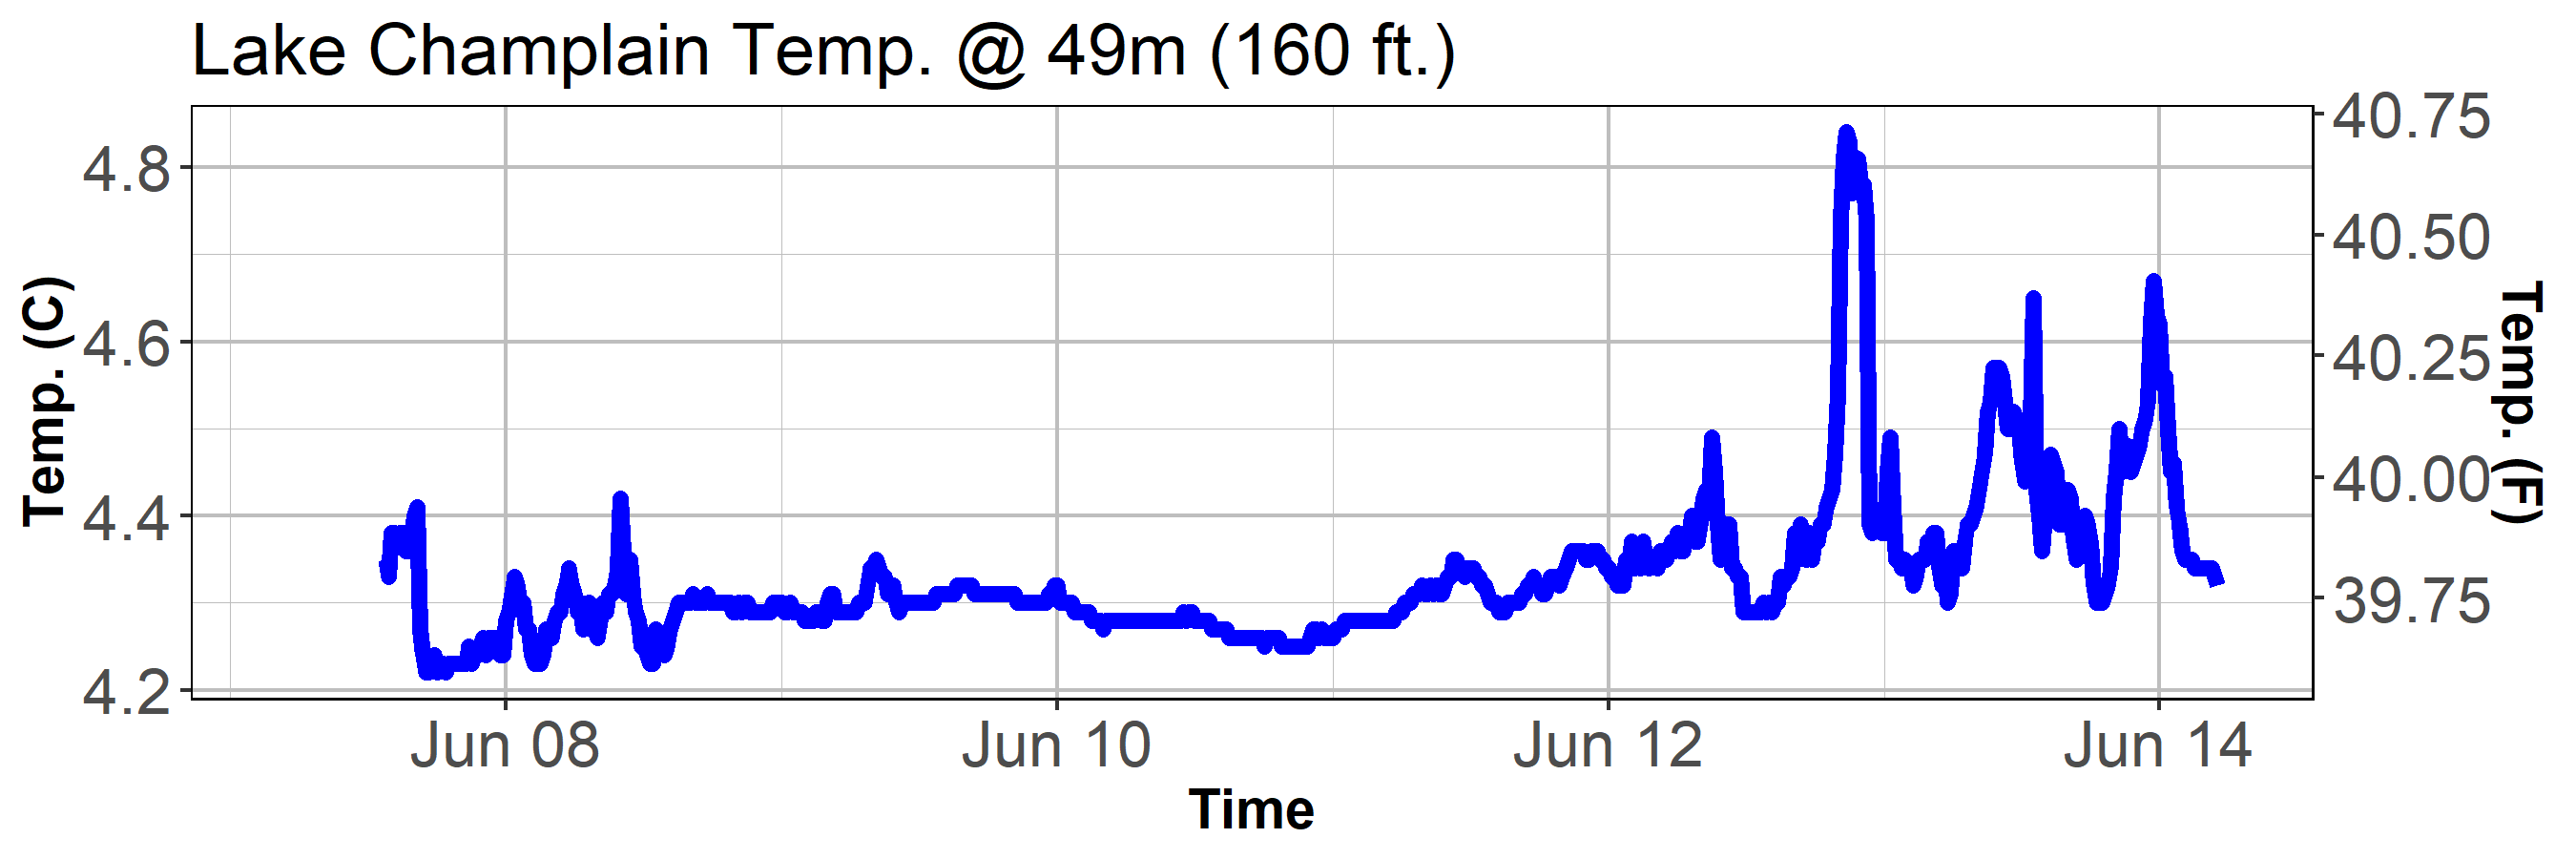 Lake Champlain Temp. @ 49m (160 ft.)
40.75
4.8
40.50
4.6
40.25
4.4
40.00
39.75
4.2
Temp. (C)
Temp. (F)
Jun 08
Jun 10
Jun 12
Jun 14
Time